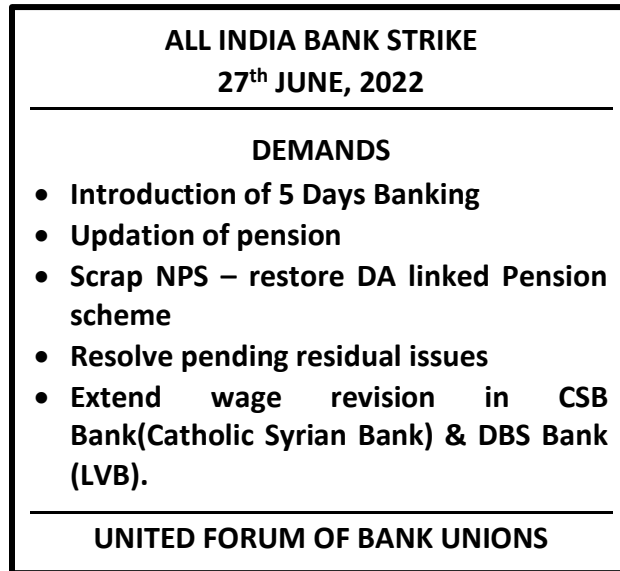 ALL INDIA BANK STRIKE
27th JUNE, 2022
DEMANDS
• Introduction of 5 Days Banking
• Updation of pension
• Scrap NPS – restore DA linked Pension
scheme
• Resolve pending residual issues
• Extend wage revision in CSB
Bank(Catholic Syrian Bank) & DBS Bank
(LVB).
UNITED FORUM OF BANK UNIONS